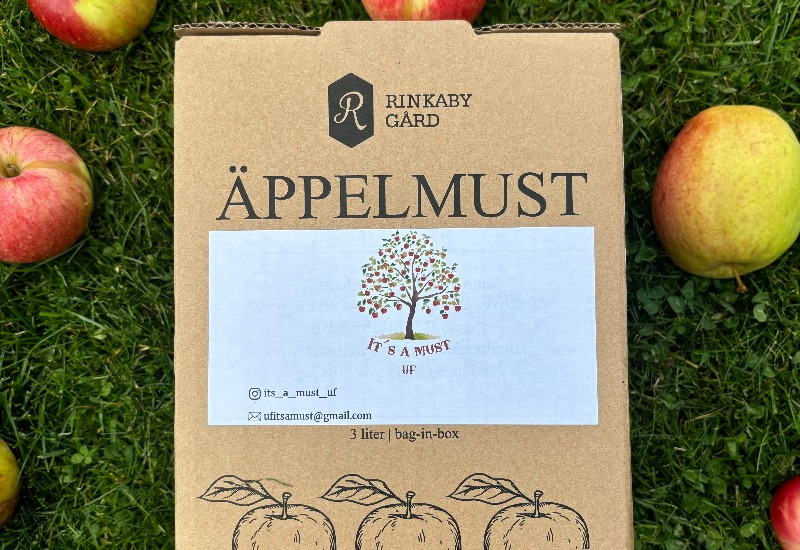 R
RINKABY
GÅRD
ÄPPELMUST
IT´S A MUST
UF
its_a_must_uf
ufitsamust@gmail.com
3 liter | bag-in-box